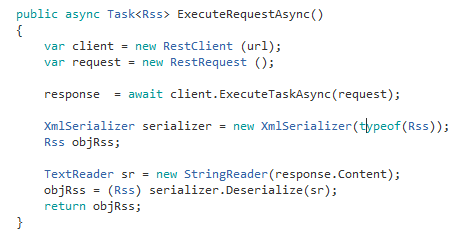 public async Task<Rss> ExecuteRequestAsync()
{
    var client = new RestClient (url);
    var request = new RestRequest ();

    response  = await client.ExecuteTaskAsync(request);

    XmlSerializer serializer = new XmlSerializer(typeof(Rss));
    Rss objRss;

    TextReader sr = new StringReader(response.Content);
    objRss = (Rss) serializer.Deserialize(sr);
    return objRss;
}